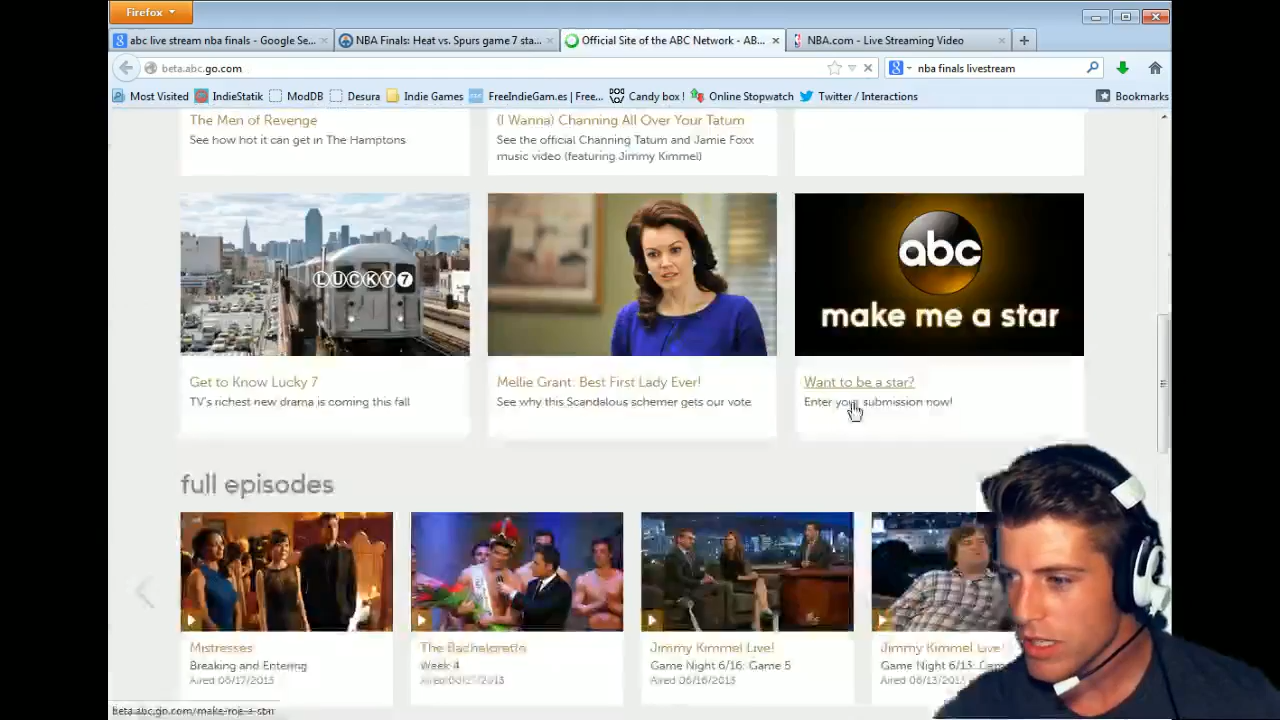 Firefox
abc live stream nba finals - Google Se...
NBA Finals: Heat vs. Spurs game 7 sta...
Official Site of the ABC Network - AB...
NBA.com - Live Streaming Video
beta.abc.go.com
nba finals livestream
Most Visited
IndieStatik
ModDB
Desura
Indie Games
FreeIndieGam.es | Free...
Candy box !
Online Stopwatch
Twitter / Interactions
Bookmarks
The Men of Revenge
See how hot it can get in The Hamptons
(I Wanna) Channing All Over Your Tatum
See the official Channing Tatum and Jamie Foxx
music video (featuring Jimmy Kimmel)
LUCKY 7
abc
make me a star
Get to Know Lucky 7
TV's richest new drama is coming this fall
Mellie Grant: Best First Lady Ever!
See why this Scandalous schemer gets our vote
Want to be a star?
Enter your submission now!
full episodes
Mistresses
Breaking and Entering
Aired 06/17/2013
The Bachelorette
Week 4
Aired 06/17/2013
Jimmy Kimmel Live!
Game Night 6/16: Game 5
Aired 06/16/2013
Jimmy Kimmel Live!
Game Night 6/13:
Aired 06/13/201
beta.abc.go.com/make-me-a-star